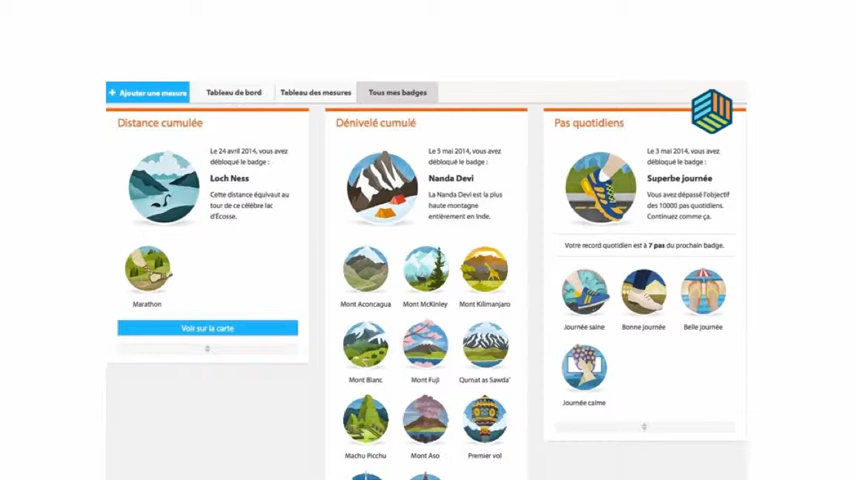 + Ajouter une mesure
Tableau de bord
Tableau des mesures
Tous mes badges
Distance cumulée
Le 24 avril 2014, vous avez
débloqué le badge :
Loch Ness
Cette distance équivaut au
tour de ce célèbre lac
d'Écosse.
Marathon
Voir sur la carte
Dénivelé cumulé
Le 5 mai 2014, vous avez
débloqué le badge :
Nanda Devi
La Nanda Devi est la plus
haute montagne
entièrement en Inde.
Mont Aconcagua
Mont McKinley
Mont Kilimanjaro
Mont Blanc
Mont Fuji
Qurnat as Sawda'
Machu Picchu
Mont Aso
Premier vol
Pas quotidiens
Le 3 mai 2014, vous avez
débloqué le badge :
Superbe journée
Vous avez dépassé l'objectif
des 10000 pas quotidiens.
Continuez comme ça.
Votre record quotidien est à 7 pas du prochain badge.
Journée saine
Bonne journée
Belle journée
Journée calme